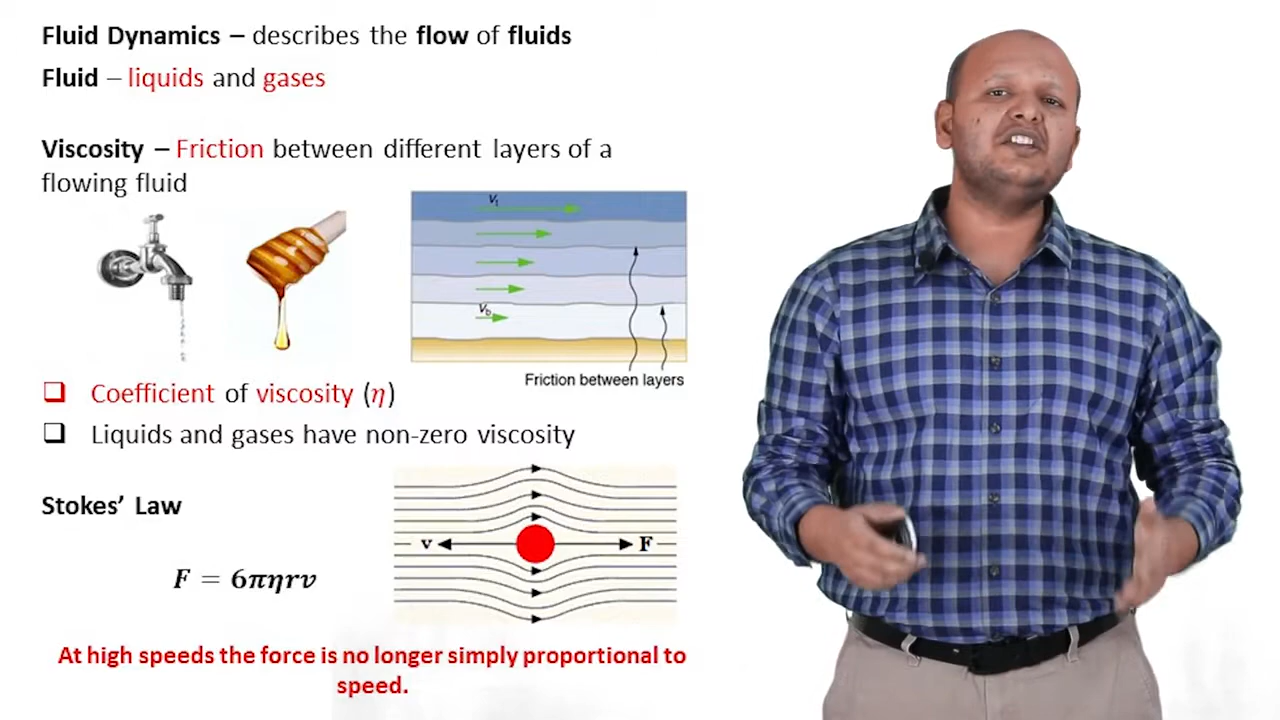 Fluid Dynamics – describes the flow of fluids
Fluid – liquids and gases
Viscosity – Friction between different layers of a
flowing fluid
vₜ
v_b
Friction between layers
❑ Coefficient of viscosity (η)
❑ Liquids and gases have non-zero viscosity
Stokes’ Law
v F
F = 6πηrv
At high speeds the force is no longer simply proportional to
speed.